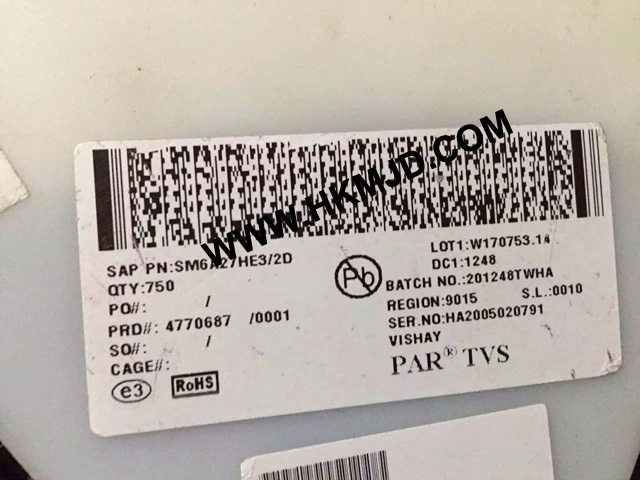 WWW.HKMJD.COM
SAP PN:SM6A27HE3/2D
QTY:750
PO#: /
PRD#: 4770687 /0001
SO#: /
CAGE#:
e3 RoHS
Pb
LOT1:W170753.14
DC1:1248
BATCH NO.:201248TWHA
REGION:9015 S.L.:0010
SER.NO:HA2005020791
VISHAY
PAR® TVS